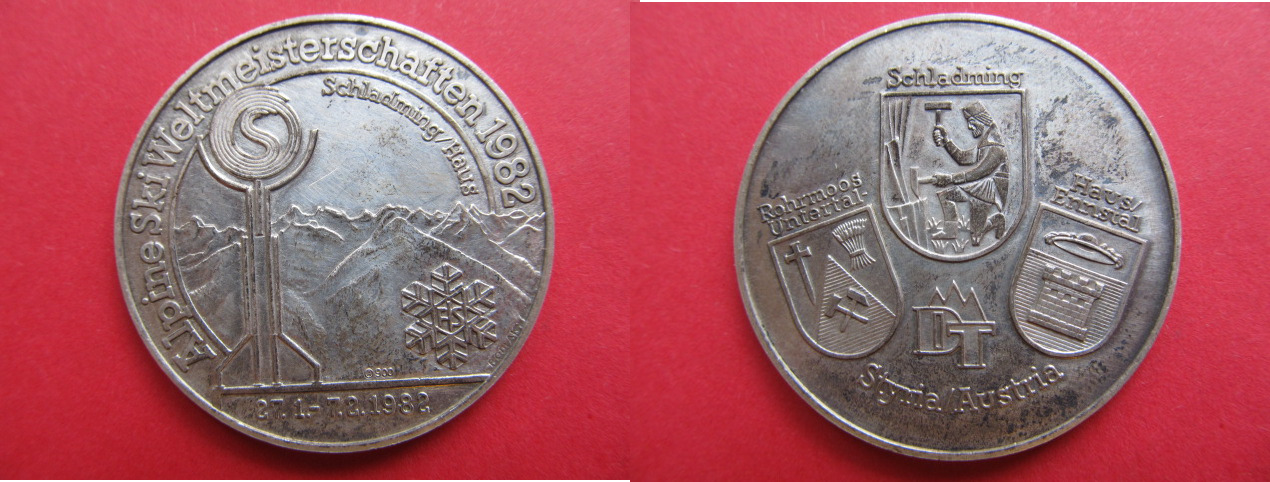 Alpine Ski Weltmeisterschaften 1982
Schladming/Haus
S
FIS
27.1.-7.2.1982
Schladming
Rohrmoos
Untertal-
Haus/
Ennstal
DT
Styria/Austria